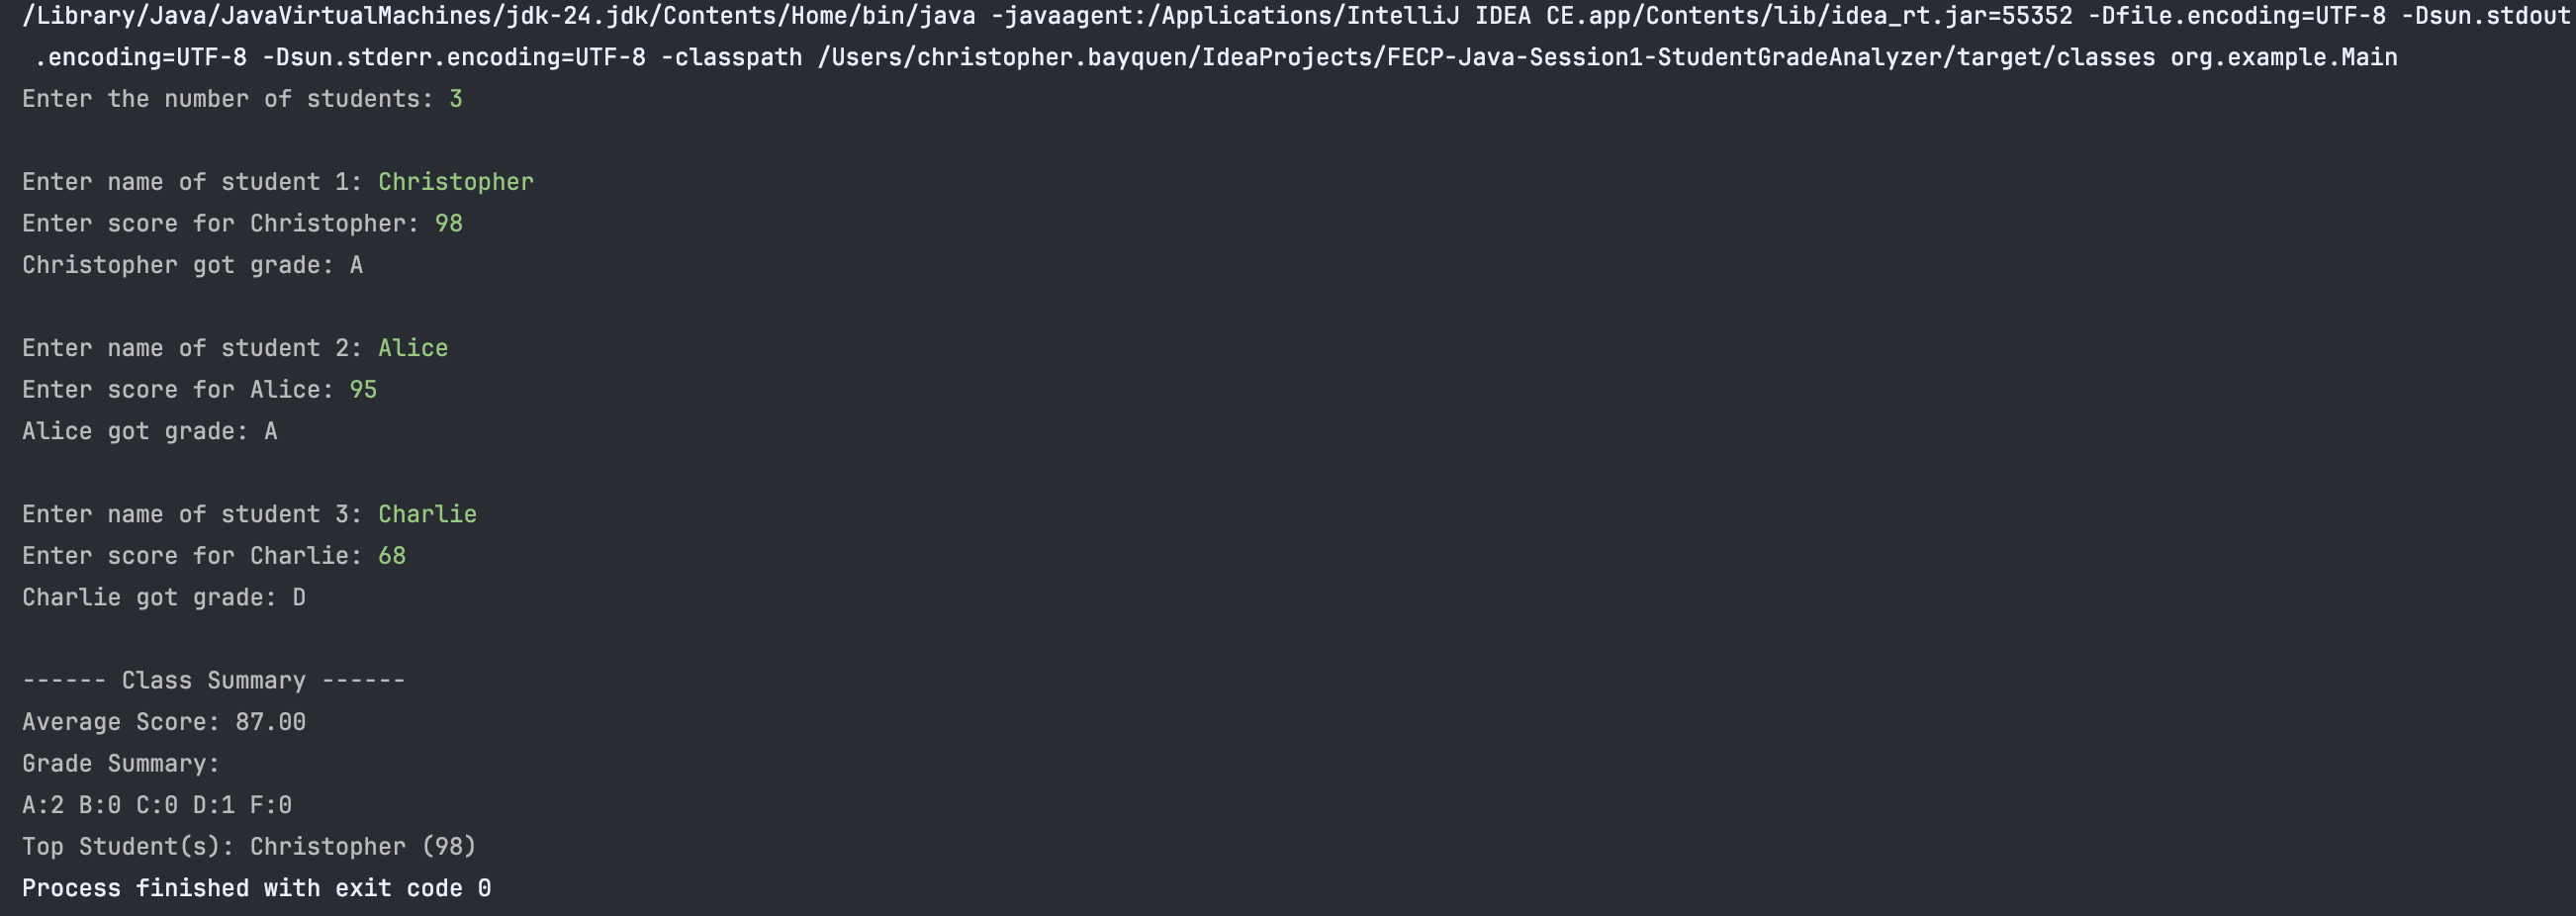 /Library/Java/JavaVirtualMachines/jdk-24.jdk/Contents/Home/bin/java -javaagent:/Applications/IntelliJ IDEA CE.app/Contents/lib/idea_rt.jar=55352 -Dfile.encoding=UTF-8 -Dsun.stdout
.encoding=UTF-8 -Dsun.stderr.encoding=UTF-8 -classpath /Users/christopher.bayquen/IdeaProjects/FECP-Java-Session1-StudentGradeAnalyzer/target/classes org.example.Main
Enter the number of students: 3
Enter name of student 1: Christopher
Enter score for Christopher: 98
Christopher got grade: A
Enter name of student 2: Alice
Enter score for Alice: 95
Alice got grade: A
Enter name of student 3: Charlie
Enter score for Charlie: 68
Charlie got grade: D
------ Class Summary ------
Average Score: 87.00
Grade Summary:
A:2 B:0 C:0 D:1 F:0
Top Student(s): Christopher (98)
Process finished with exit code 0